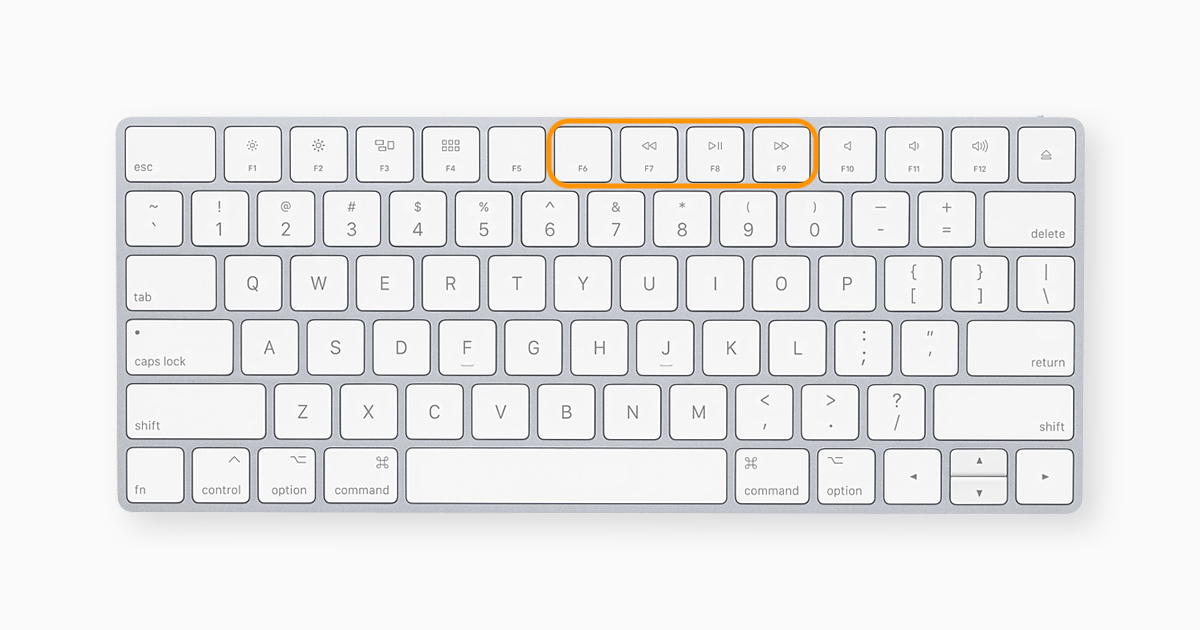 esc F1 F2 F3 F4 F5 F6 F7 F8 F9 F10 F11 F12
~ ! @ # $ % ^ & * ( ) — +
` 1 2 3 4 5 6 7 8 9 0 - = delete
tab Q W E R T Y U I O P { [ } ] | \
caps lock A S D F G H J K L : ; " ' return
shift Z X C V B N M < , > . ? / shift
fn control option command command option